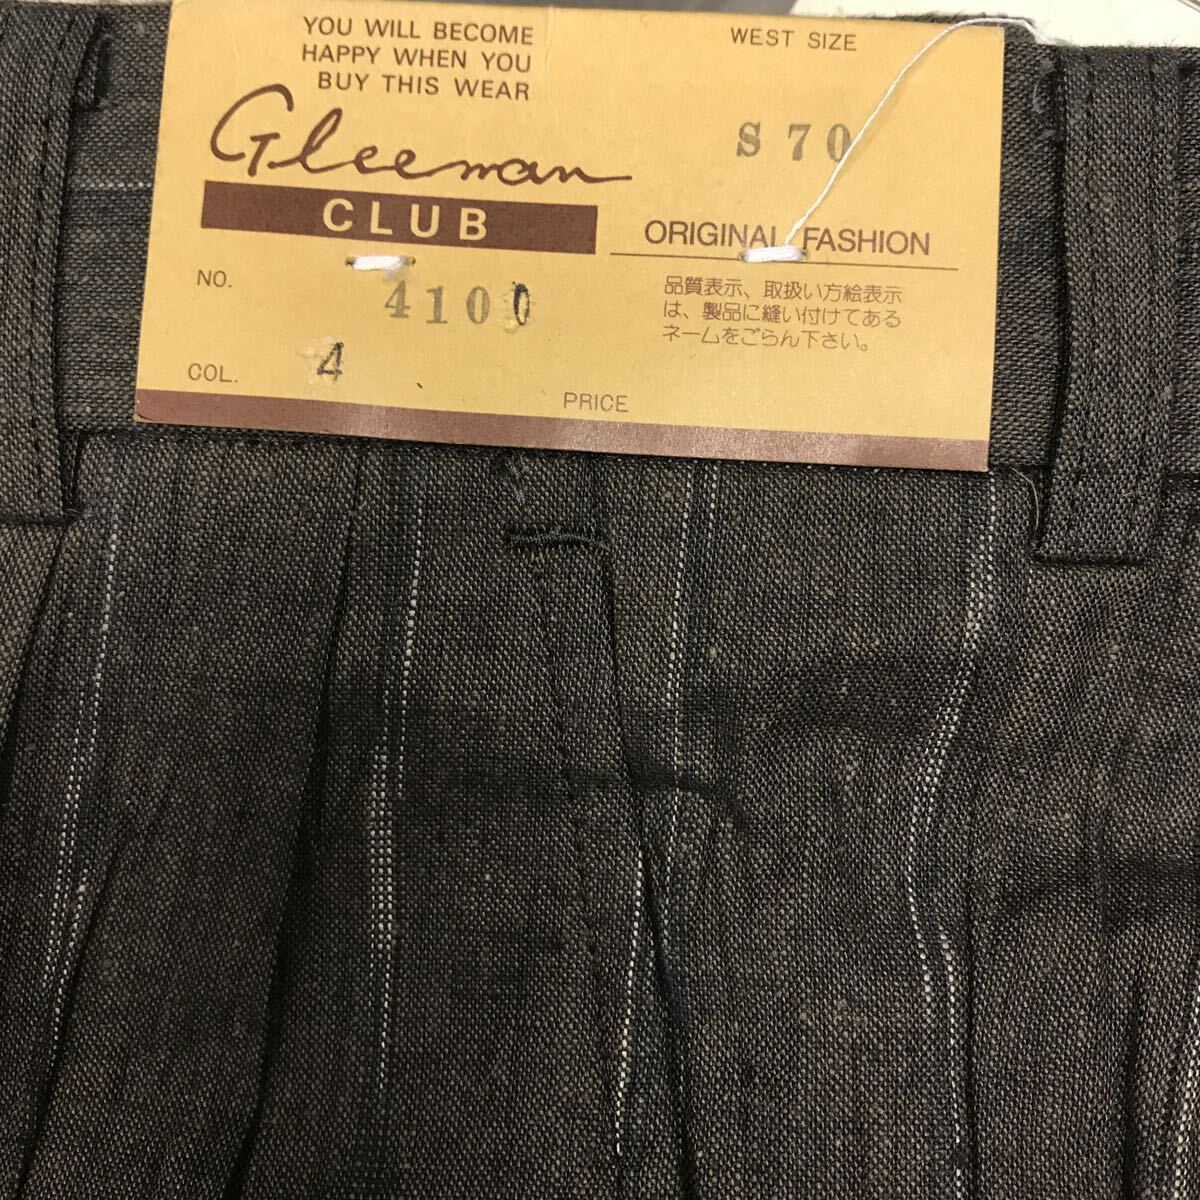 YOU WILL BECOME
HAPPY WHEN YOU
BUY THIS WEAR
Gleeman
CLUB
WEST SIZE
S 70
ORIGINAL FASHION
NO. 4100
COL. 4
品質表示、取扱い方絵表示
は、製品に縫い付けてある
ネームをごらん下さい。
PRICE